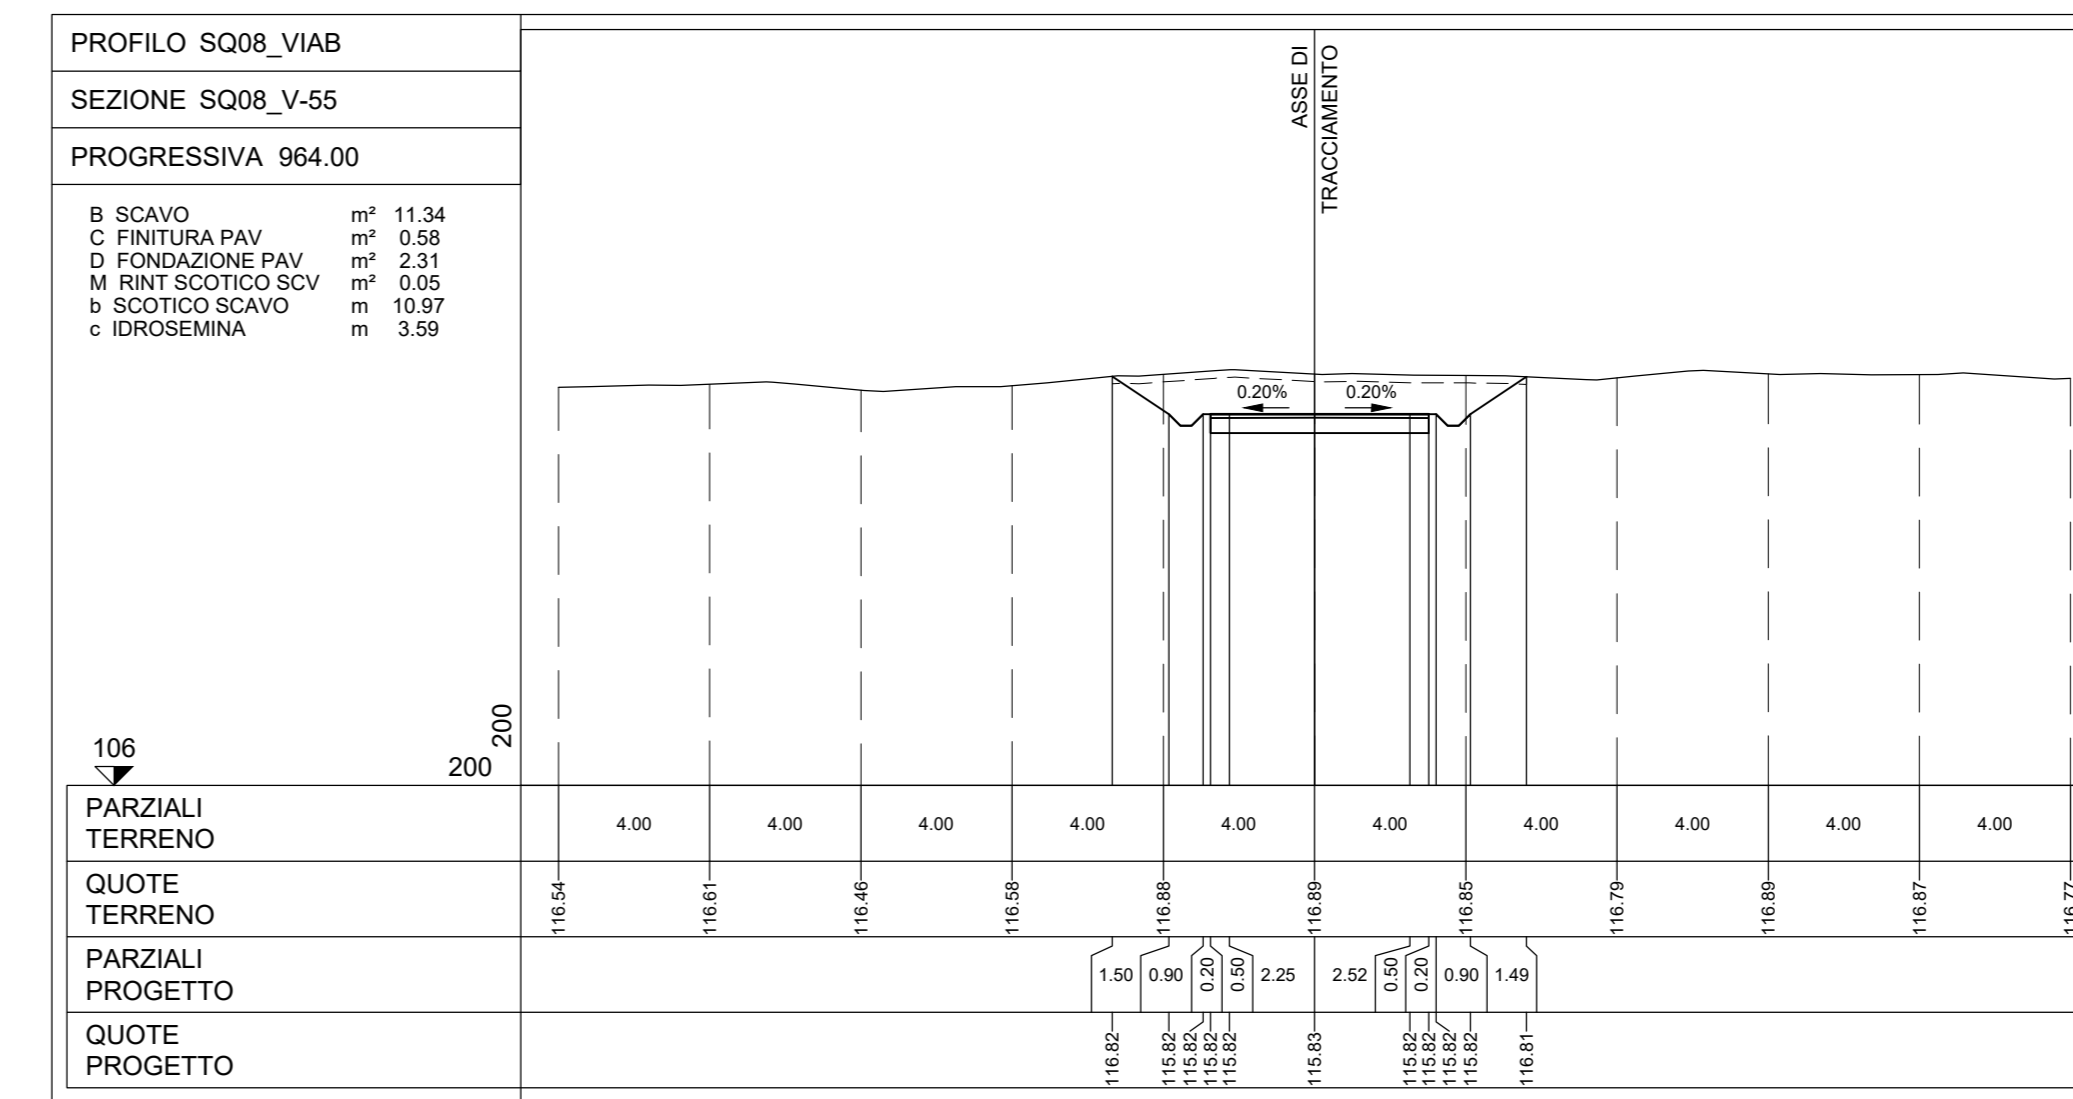 PROFILO SQ08_VIAB
SEZIONE SQ08_V-55
PROGRESSIVA 964.00
B SCAVO m² 11.34
C FINITURA PAV m² 0.58
D FONDAZIONE PAV m² 2.31
M RINT SCOTICO SCV m² 0.05
b SCOTICO SCAVO m 10.97
c IDROSEMINA m 3.59
ASSE DI
TRACCIAMENTO
0.20% 0.20%
106
200
200
PARZIALI
TERRENO
4.00 4.00 4.00 4.00 4.00 4.00 4.00 4.00 4.00 4.00
QUOTE
TERRENO
116.54 116.61 116.46 116.58 116.88 116.89 116.85 116.79 116.89 116.87 116.77
PARZIALI
PROGETTO
1.50 0.90 0.20 0.50 2.25 2.52 0.50 0.20 0.90 1.49
QUOTE
PROGETTO
116.82 115.82 115.82 115.82 115.82 115.83 115.82 115.82 115.82 115.82 116.81